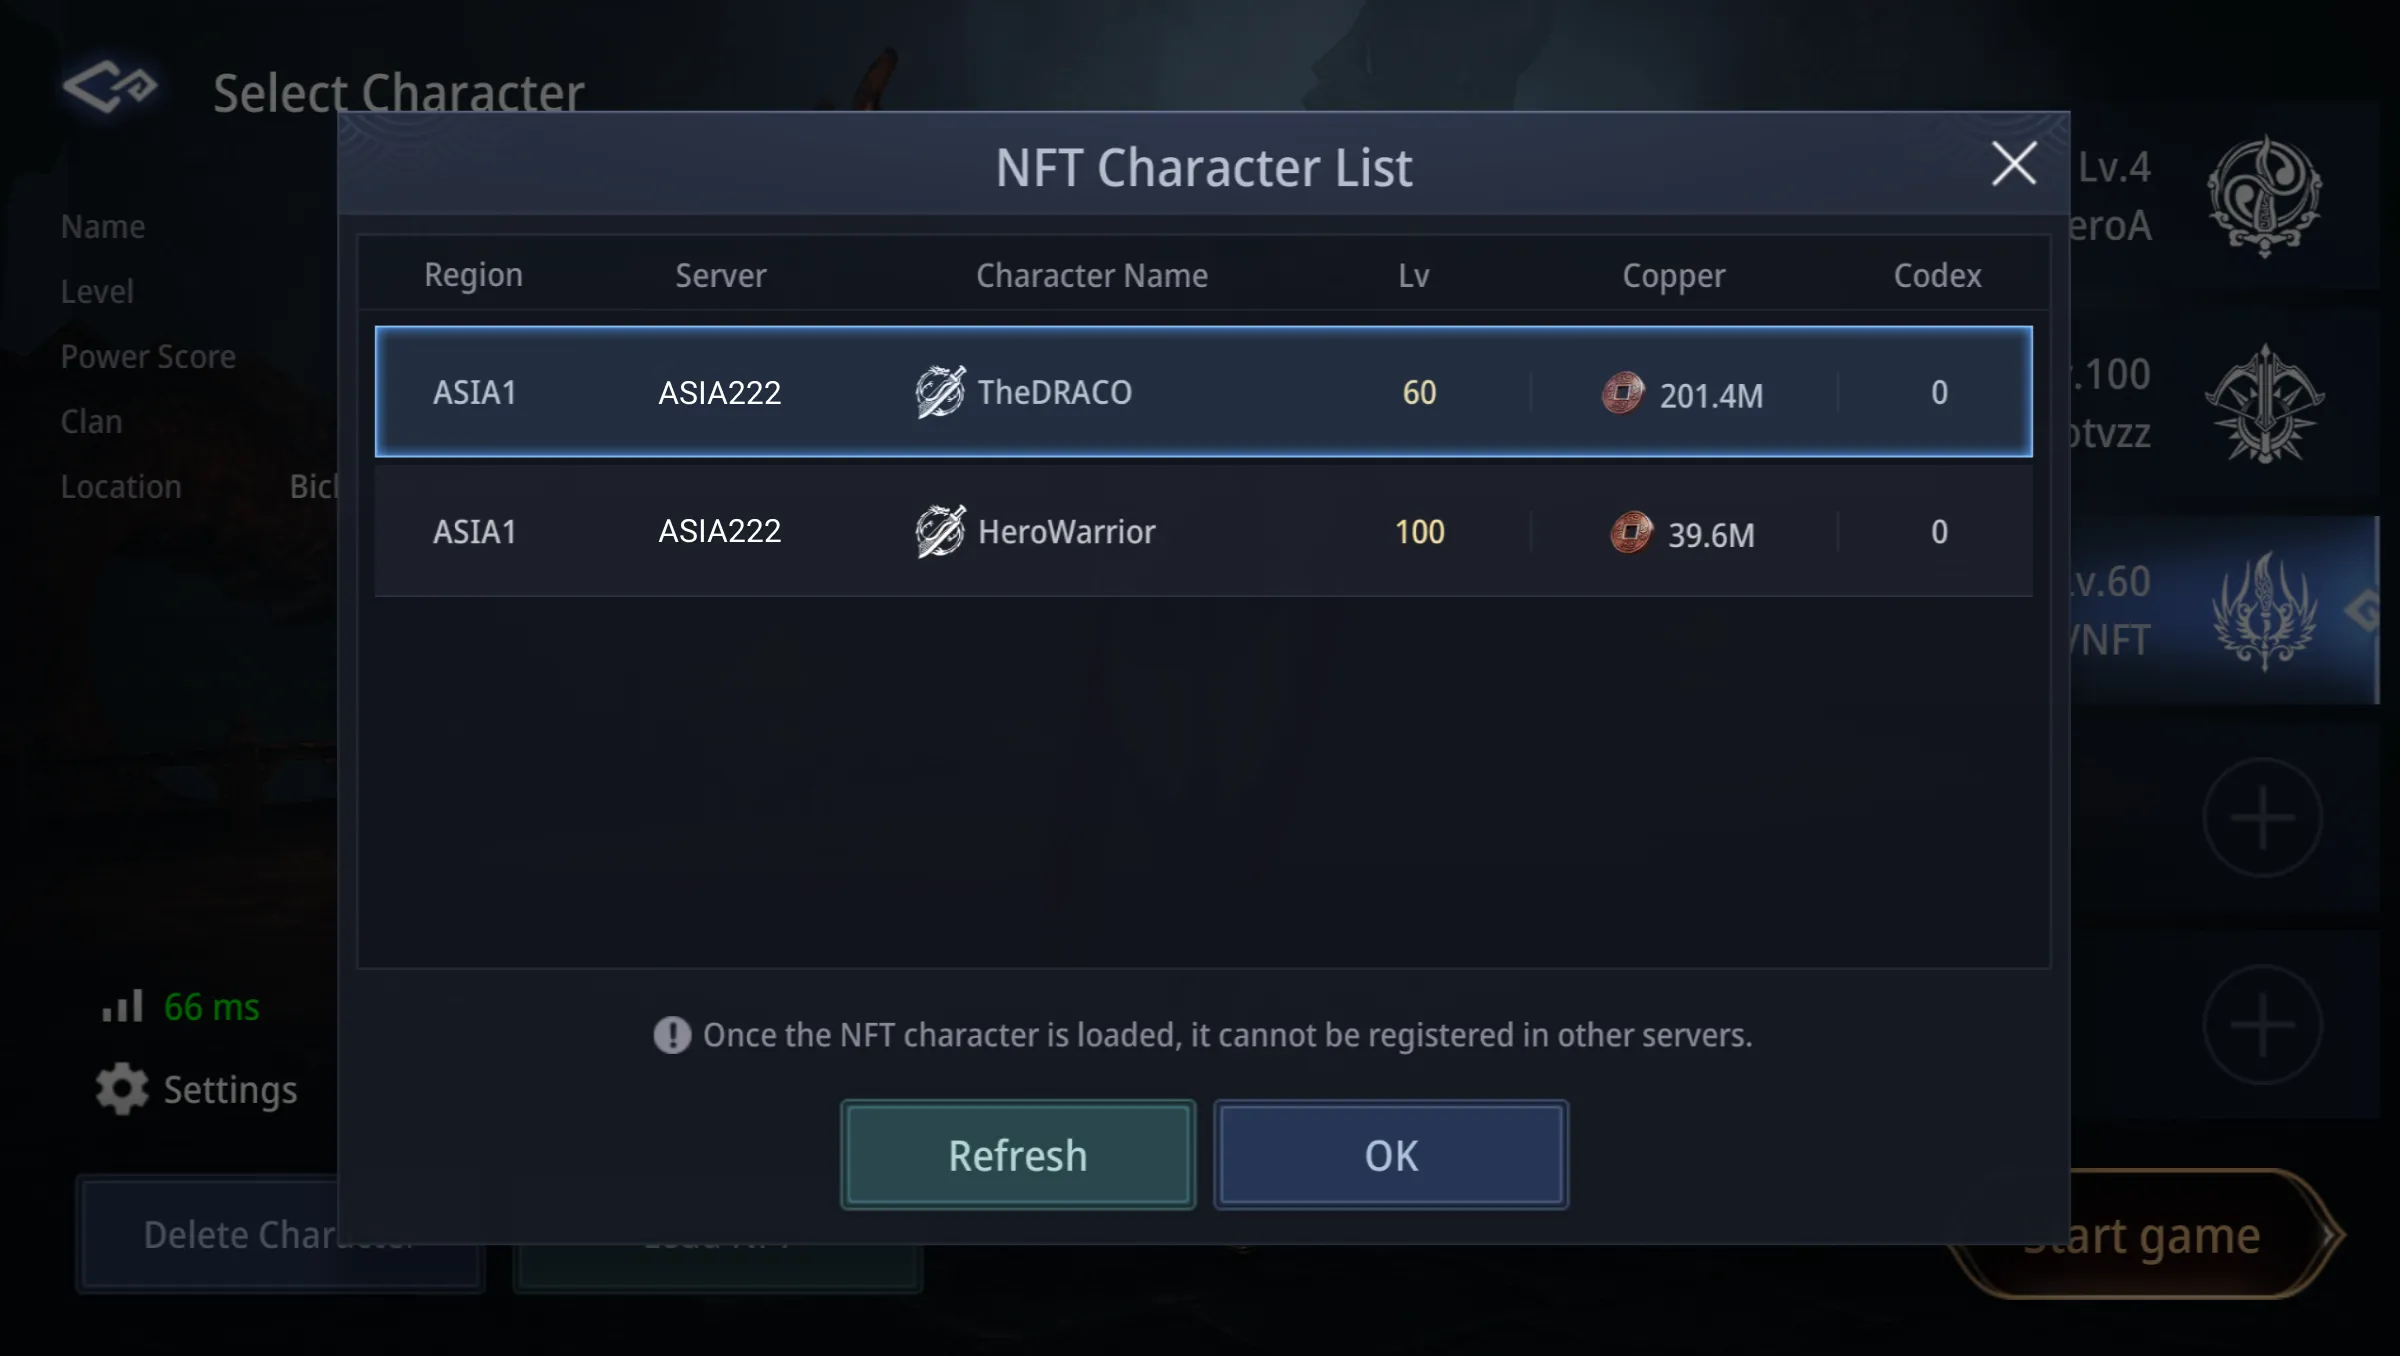 Select Character
NFT Character List
Lv.4
eroA
Name
Level
Power Score
Clan
Location
Region Server Character Name Lv Copper Codex
ASIA1 ASIA222 TheDRACO 60 201.4M 0
ASIA1 ASIA222 HeroWarrior 100 39.6M 0
.100
otvzz
v.60
/NFT
66 ms
Settings
Once the NFT character is loaded, it cannot be registered in other servers.
Refresh OK
Delete Character
Start game